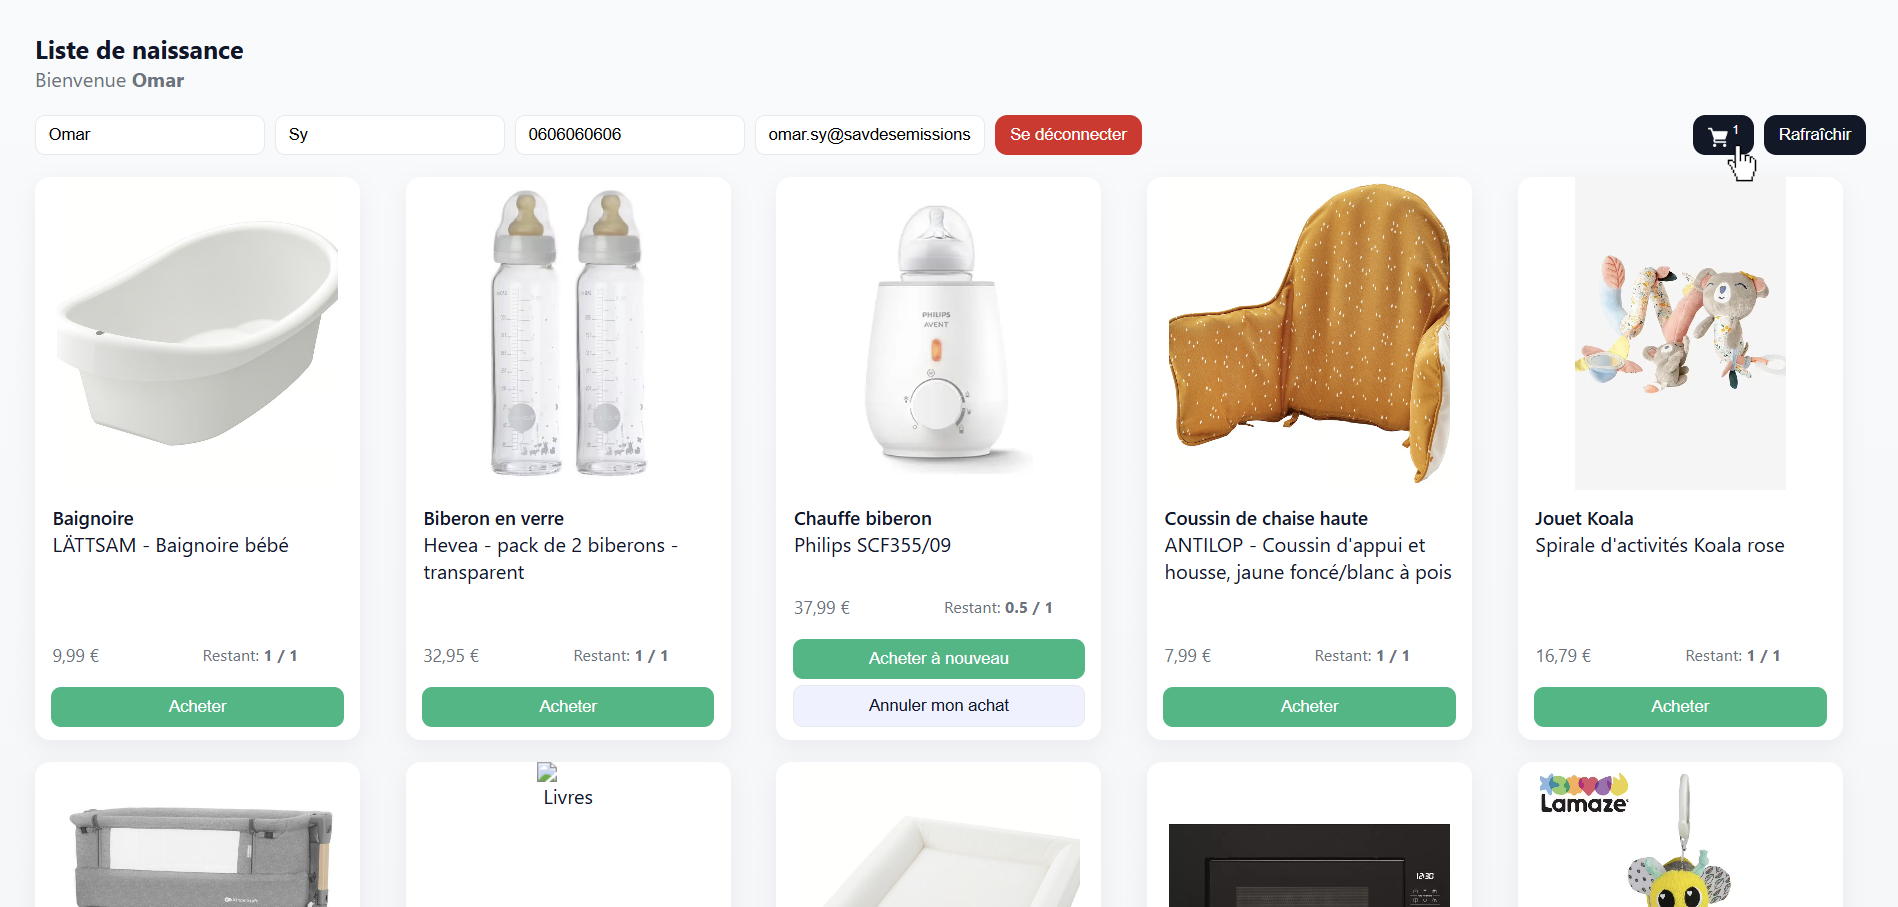 Liste de naissance
Bienvenue Omar
Omar
Sy
0606060606
omar.sy@savdesemissions
Se déconnecter
1
Rafraîchir
PHILIPS
AVENT
Baignoire
LÄTTSAM - Baignoire bébé
9,99 €
Restant: 1 / 1
Acheter
Biberon en verre
Hevea - pack de 2 biberons -
transparent
32,95 €
Restant: 1 / 1
Acheter
Chauffe biberon
Philips SCF355/09
37,99 €
Restant: 0.5 / 1
Acheter à nouveau
Annuler mon achat
Coussin de chaise haute
ANTILOP - Coussin d'appui et
housse, jaune foncé/blanc à pois
7,99 €
Restant: 1 / 1
Acheter
Jouet Koala
Spirale d'activités Koala rose
16,79 €
Restant: 1 / 1
Acheter
Livres
12:30
Lamaze